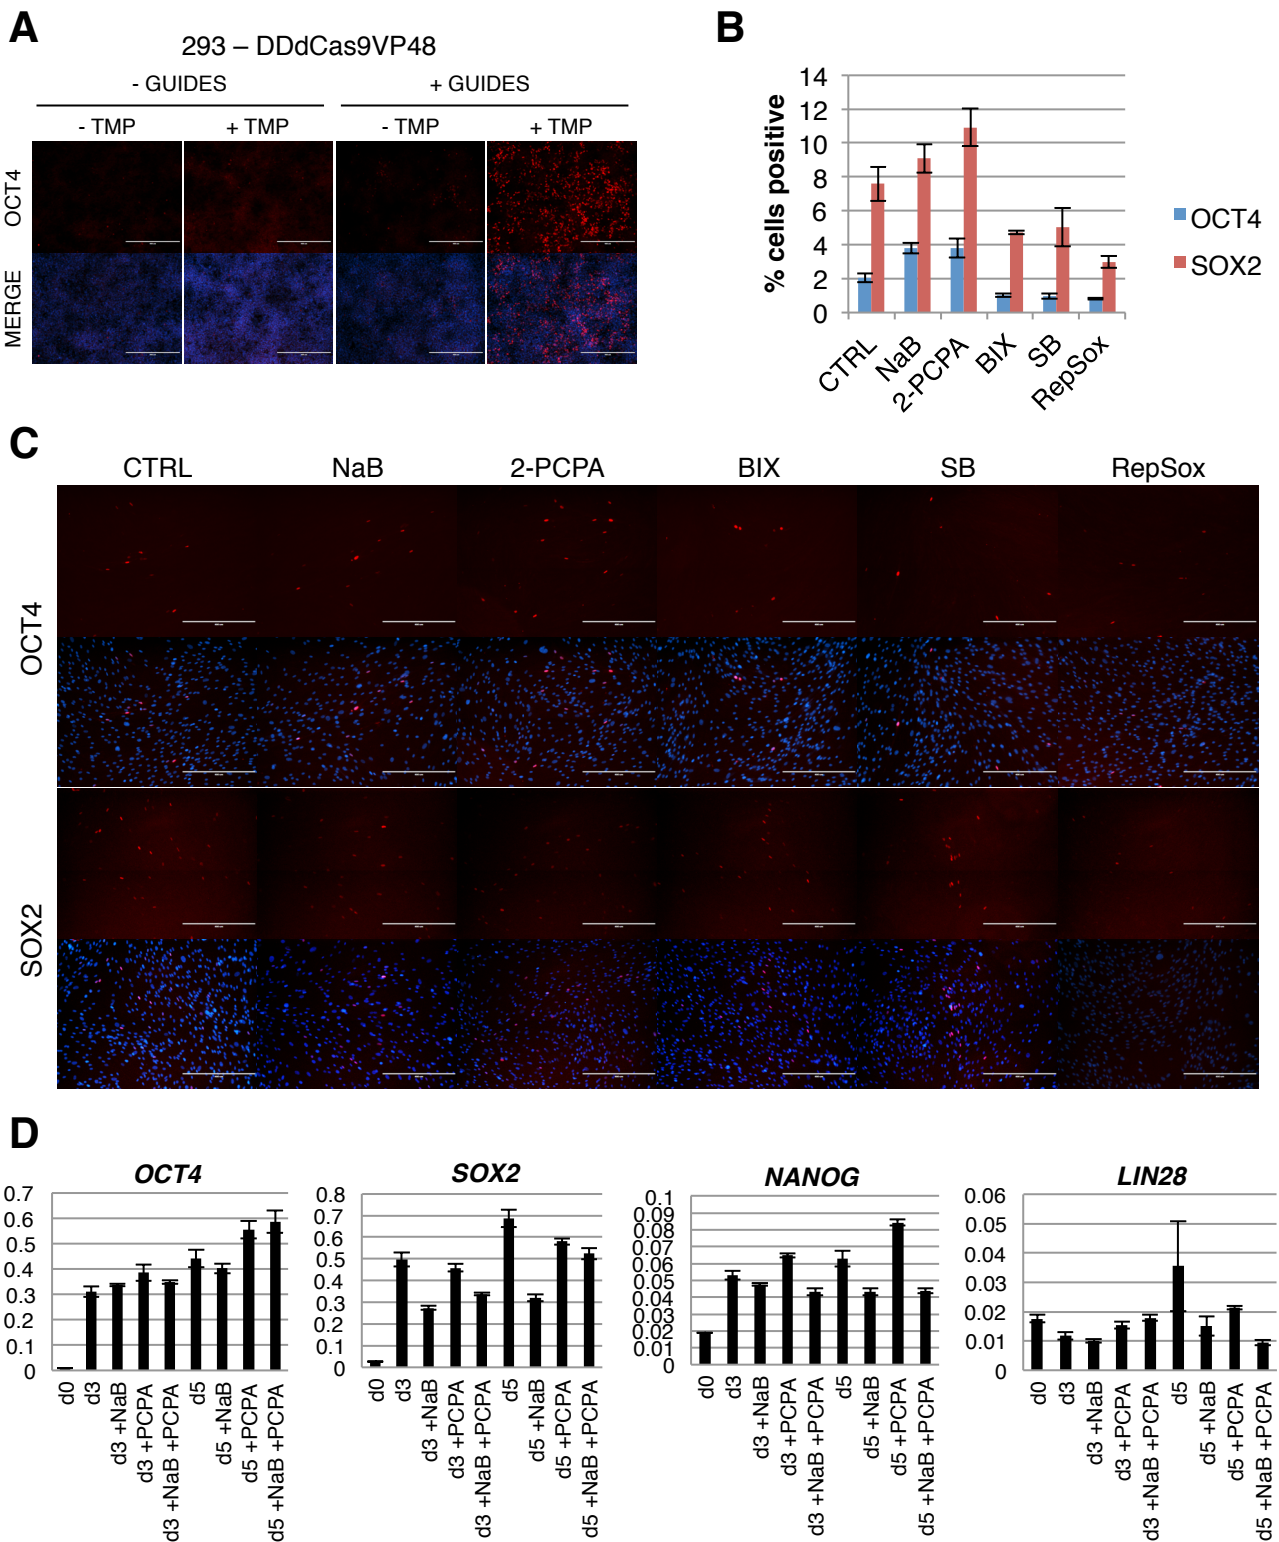 A
293 – DDdCas9VP48
- GUIDES
+ GUIDES
- TMP
+ TMP
- TMP
+ TMP
OCT4
MERGE
B
% cells positive
14
12
10
8
6
4
2
0
CTRL
NaB
2-PCPA
BIX
SB
RepSox
OCT4
SOX2
C
CTRL
NaB
2-PCPA
BIX
SB
RepSox
OCT4
SOX2
D
OCT4
0.7
0.6
0.5
0.4
0.3
0.2
0.1
0
d0
d3
d3 +NaB
d3 +PCPA
d3 +NaB +PCPA
d5
d5 +NaB
d5 +PCPA
d5 +NaB +PCPA
SOX2
0.8
0.7
0.6
0.5
0.4
0.3
0.2
0.1
0
d0
d3
d3 +NaB
d3 +PCPA
d3 +NaB +PCPA
d5
d5 +NaB
d5 +PCPA
d5 +NaB +PCPA
NANOG
0.1
0.09
0.08
0.07
0.06
0.05
0.04
0.03
0.02
0.01
0
d0
d3
d3 +NaB
d3 +PCPA
d3 +NaB +PCPA
d5
d5 +NaB
d5 +PCPA
d5 +NaB +PCPA
LIN28
0.06
0.05
0.04
0.03
0.02
0.01
0
d0
d3
d3 +NaB
d3 +PCPA
d3 +NaB +PCPA
d5
d5 +NaB
d5 +PCPA
d5 +NaB +PCPA